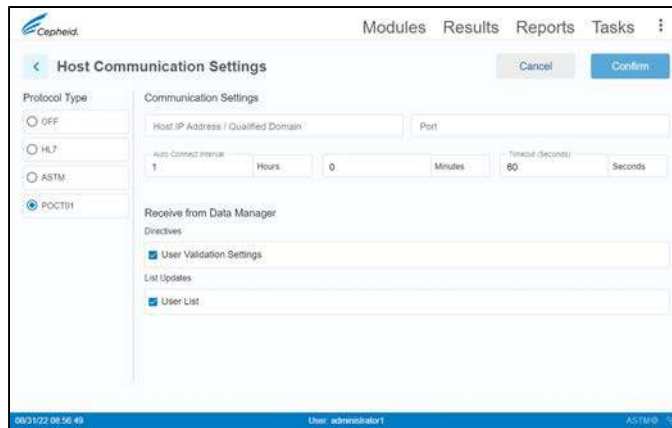 Cepheid.
Modules Results Reports Tasks
Host Communication Settings
Cancel
Confirm
Protocol Type
OFF
HL7
ASTM
POCT01
Communication Settings
Host IP Address / Qualified Domain
Port
Auto Connect Interval
1 Hours 0 Minutes
Timeout (Seconds)
60 Seconds
Receive from Data Manager
Directives
User Validation Settings
List Updates
User List
08/31/22 08:56:49
User: administrator1
ASTM